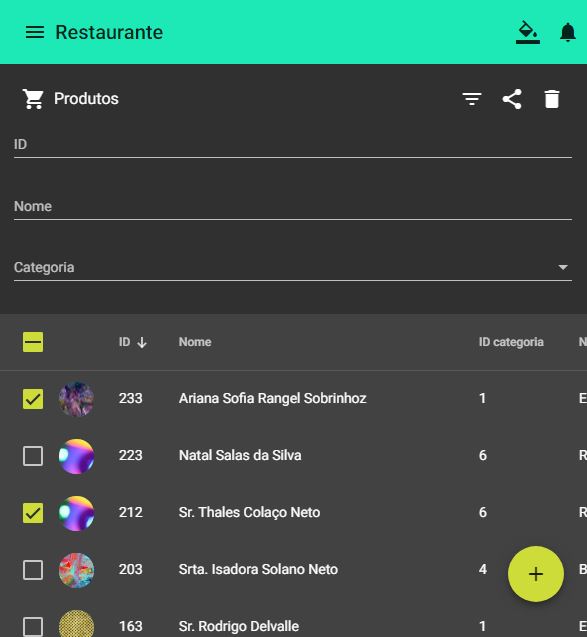 Restaurante
Produtos
ID
Nome
Categoria
ID Nome ID categoria N
233 Ariana Sofia Rangel Sobrinhoz 1 E
223 Natal Salas da Silva 6 R
212 Sr. Thales Colaço Neto 6 R
203 Srta. Isadora Solano Neto 4 B
163 Sr. Rodrigo Delvalle 1 E